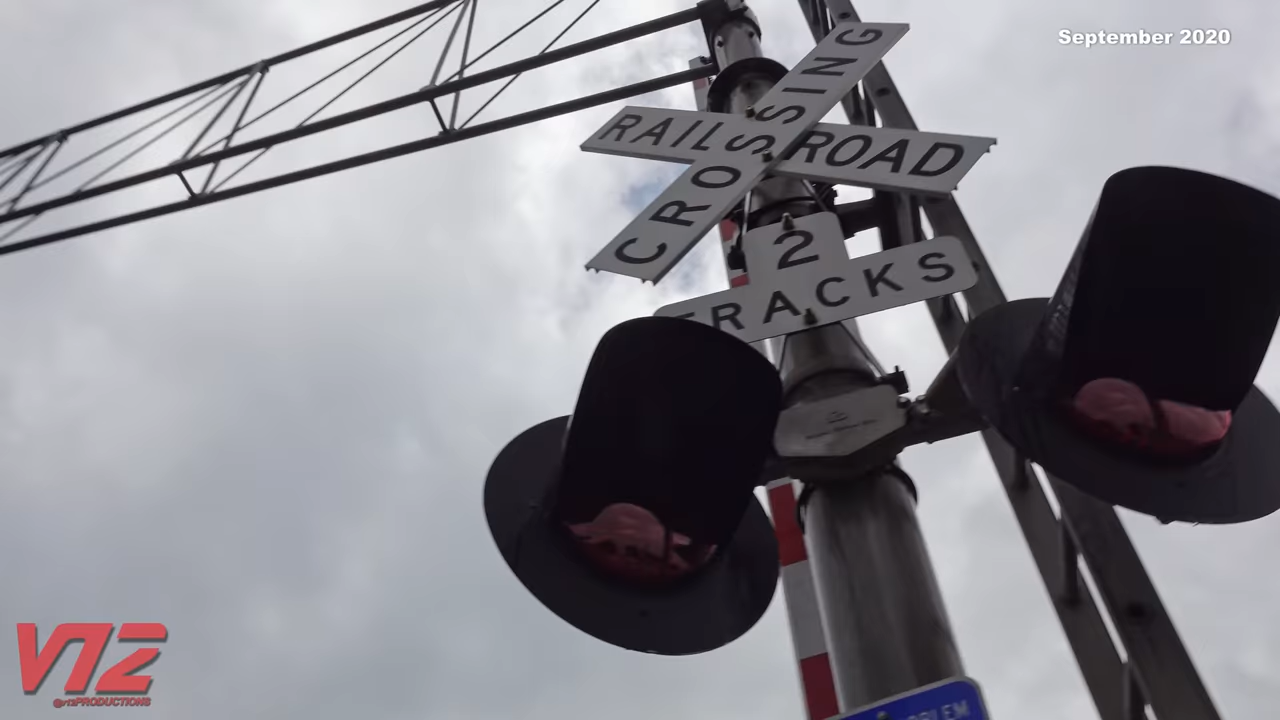 September 2020
RAILROAD
CROSSING
2
TRACKS
V12
@v12PRODUCTIONS